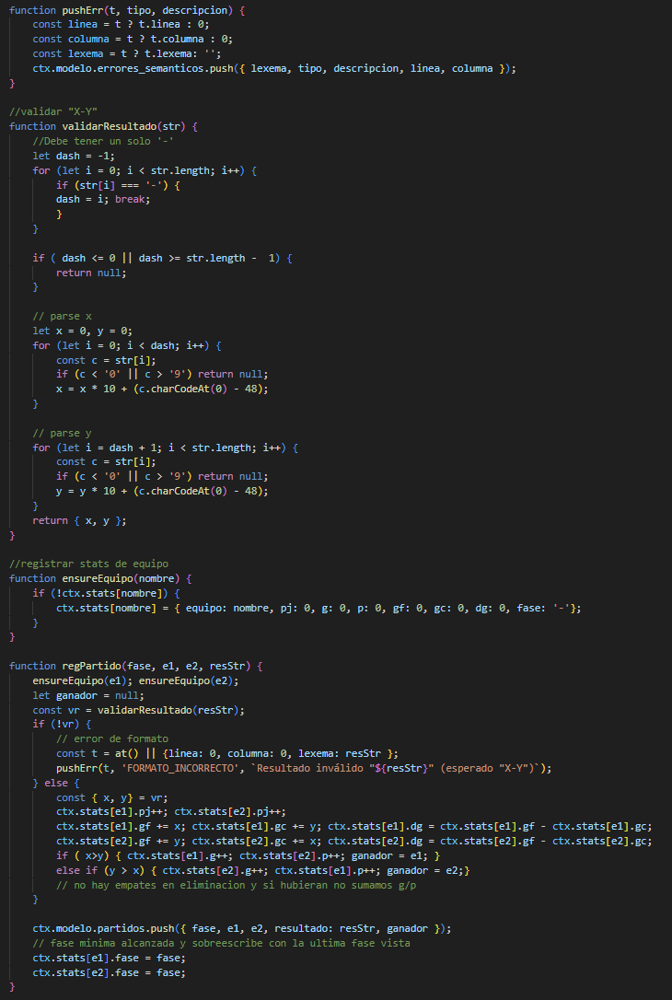 function pushErr(t, tipo, descripcion) {
    const linea = t ? t.linea : 0;
    const columna = t ? t.columna : 0;
    const lexema = t ? t.lexema: '';
    ctx.modelo.errores_semanticos.push({ lexema, tipo, descripcion, linea, columna });
}

//validar "X-Y"
function validarResultado(str) {
    //Debe tener un solo '-'
    let dash = -1;
    for (let i = 0; i < str.length; i++) {
        if (str[i] === '-') {
        dash = i; break;
        }
    }

    if ( dash <= 0 || dash >= str.length -  1) {
        return null;
    }

    // parse x
    let x = 0, y = 0;
    for (let i = 0; i < dash; i++) {
        const c = str[i];
        if (c < '0' || c > '9') return null;
        x = x * 10 + (c.charCodeAt(0) - 48);
    }

    // parse y
    for (let i = dash + 1; i < str.length; i++) {
        const c = str[i];
        if (c < '0' || c > '9') return null;
        y = y * 10 + (c.charCodeAt(0) - 48);
    }
    return { x, y };
}

//registrar stats de equipo
function ensureEquipo(nombre) {
    if (!ctx.stats[nombre]) {
        ctx.stats[nombre] = { equipo: nombre, pj: 0, g: 0, p: 0, gf: 0, gc: 0, dg: 0, fase: '-'};
    }
}

function regPartido(fase, e1, e2, resStr) {
    ensureEquipo(e1); ensureEquipo(e2);
    let ganador = null;
    const vr = validarResultado(resStr);
    if (!vr) {
        // error de formato
        const t = at() || {linea: 0, columna: 0, lexema: resStr };
        pushErr(t, 'FORMATO_INCORRECTO', `Resultado inválido "${resStr}" (esperado "X-Y")`);
    } else {
        const { x, y} = vr;
        ctx.stats[e1].pj++; ctx.stats[e2].pj++;
        ctx.stats[e1].gf += x; ctx.stats[e1].gc += y; ctx.stats[e1].dg = ctx.stats[e1].gf - ctx.stats[e1].gc;
        ctx.stats[e2].gf += y; ctx.stats[e2].gc += x; ctx.stats[e2].dg = ctx.stats[e2].gf - ctx.stats[e2].gc;
        if ( x>y) { ctx.stats[e1].g++; ctx.stats[e2].p++; ganador = e1; }
        else if (y > x) { ctx.stats[e2].g++; ctx.stats[e1].p++; ganador = e2;}
        // no hay empates en eliminacion y si hubieran no sumamos g/p
    }

    ctx.modelo.partidos.push({ fase, e1, e2, resultado: resStr, ganador });
    // fase minima alcanzada y sobreescribe con la ultima fase vista
    ctx.stats[e1].fase = fase;
    ctx.stats[e2].fase = fase;
}